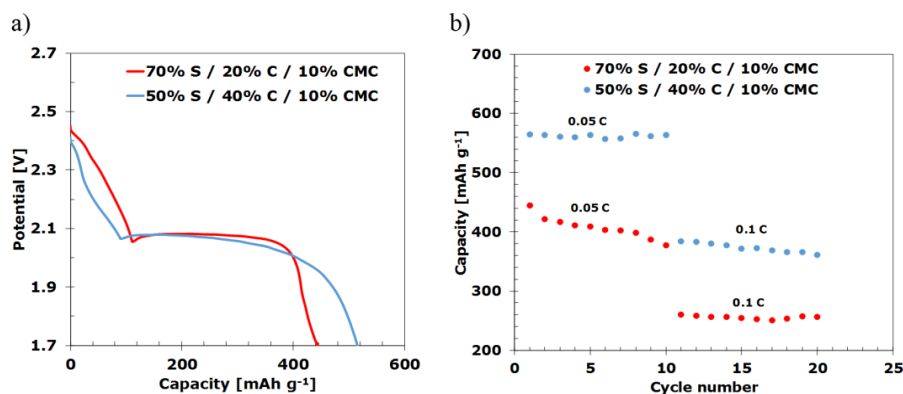 a)
2.7
2.5
2.3
2.1
1.9
1.7
Potential [V]
70% S / 20% C / 10% CMC
50% S / 40% C / 10% CMC
0
200
400
600
Capacity [mAh g⁻¹]
b)
700
600
500
400
300
200
Capacity [mAh g⁻¹]
70% S / 20% C / 10% CMC
50% S / 40% C / 10% CMC
0.05 C
0.05 C
0.1 C
0.1 C
0
5
10
15
20
25
Cycle number